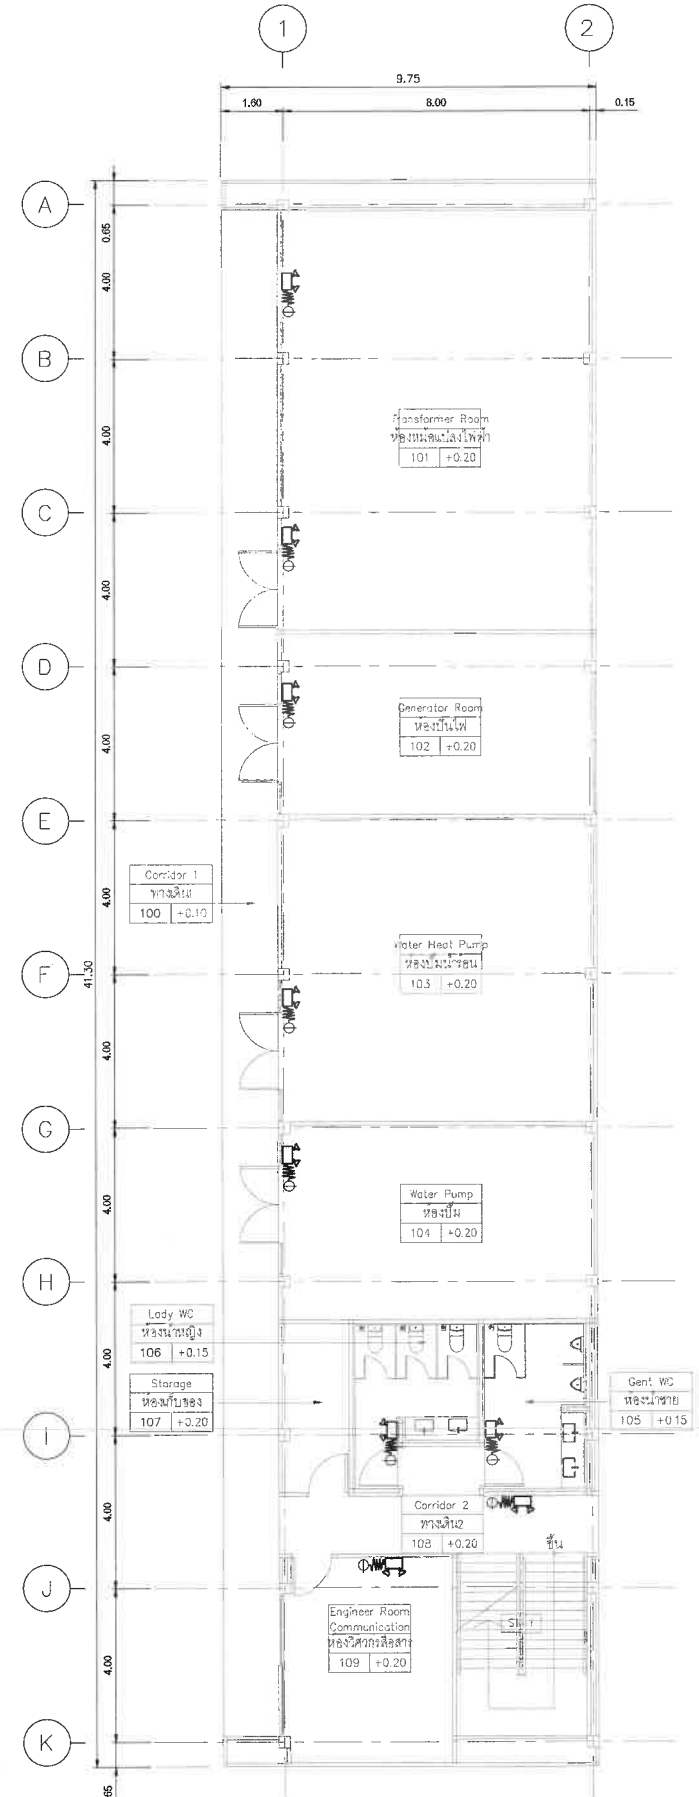 1
2
9.75
1.60
8.00
0.15
A
0.65
4.00
B
Transformer Room
ห้องหม้อแปลงไฟฟ้า
101 +0.20
4.00
C
4.00
D
Generator Room
ห้องปั่นไฟ
102 +0.20
4.00
E
Corridor 1
ทางเดิน1
100 +0.10
4.00
Water Heat Pump
ห้องปั๊มน้ำร้อน
103 +0.20
F
41.30
4.00
G
Water Pump
ห้องปั๊ม
104 +0.20
4.00
H
Lady WC
ห้องน้ำหญิง
106 +0.15
4.00
Storage
ห้องเก็บของ
107 +0.20
Gent WC
ห้องน้ำชาย
105 +0.15
I
Corridor 2
ทางเดิน2
108 +0.20
4.00
ขึ้น
J
Engineer Room
Communication
ห้องวิศวกรสื่อสาร
109 +0.20
4.00
K
65